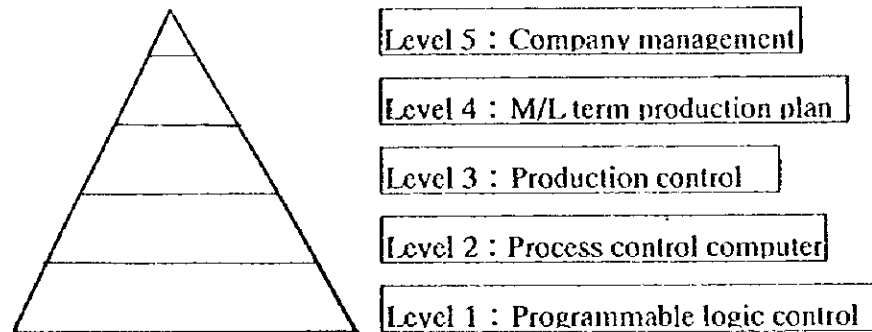 Level 5 : Company management
Level 4 : M/L term production plan
Level 3 : Production control
Level 2 : Process control computer
Level 1 : Programmable logic control